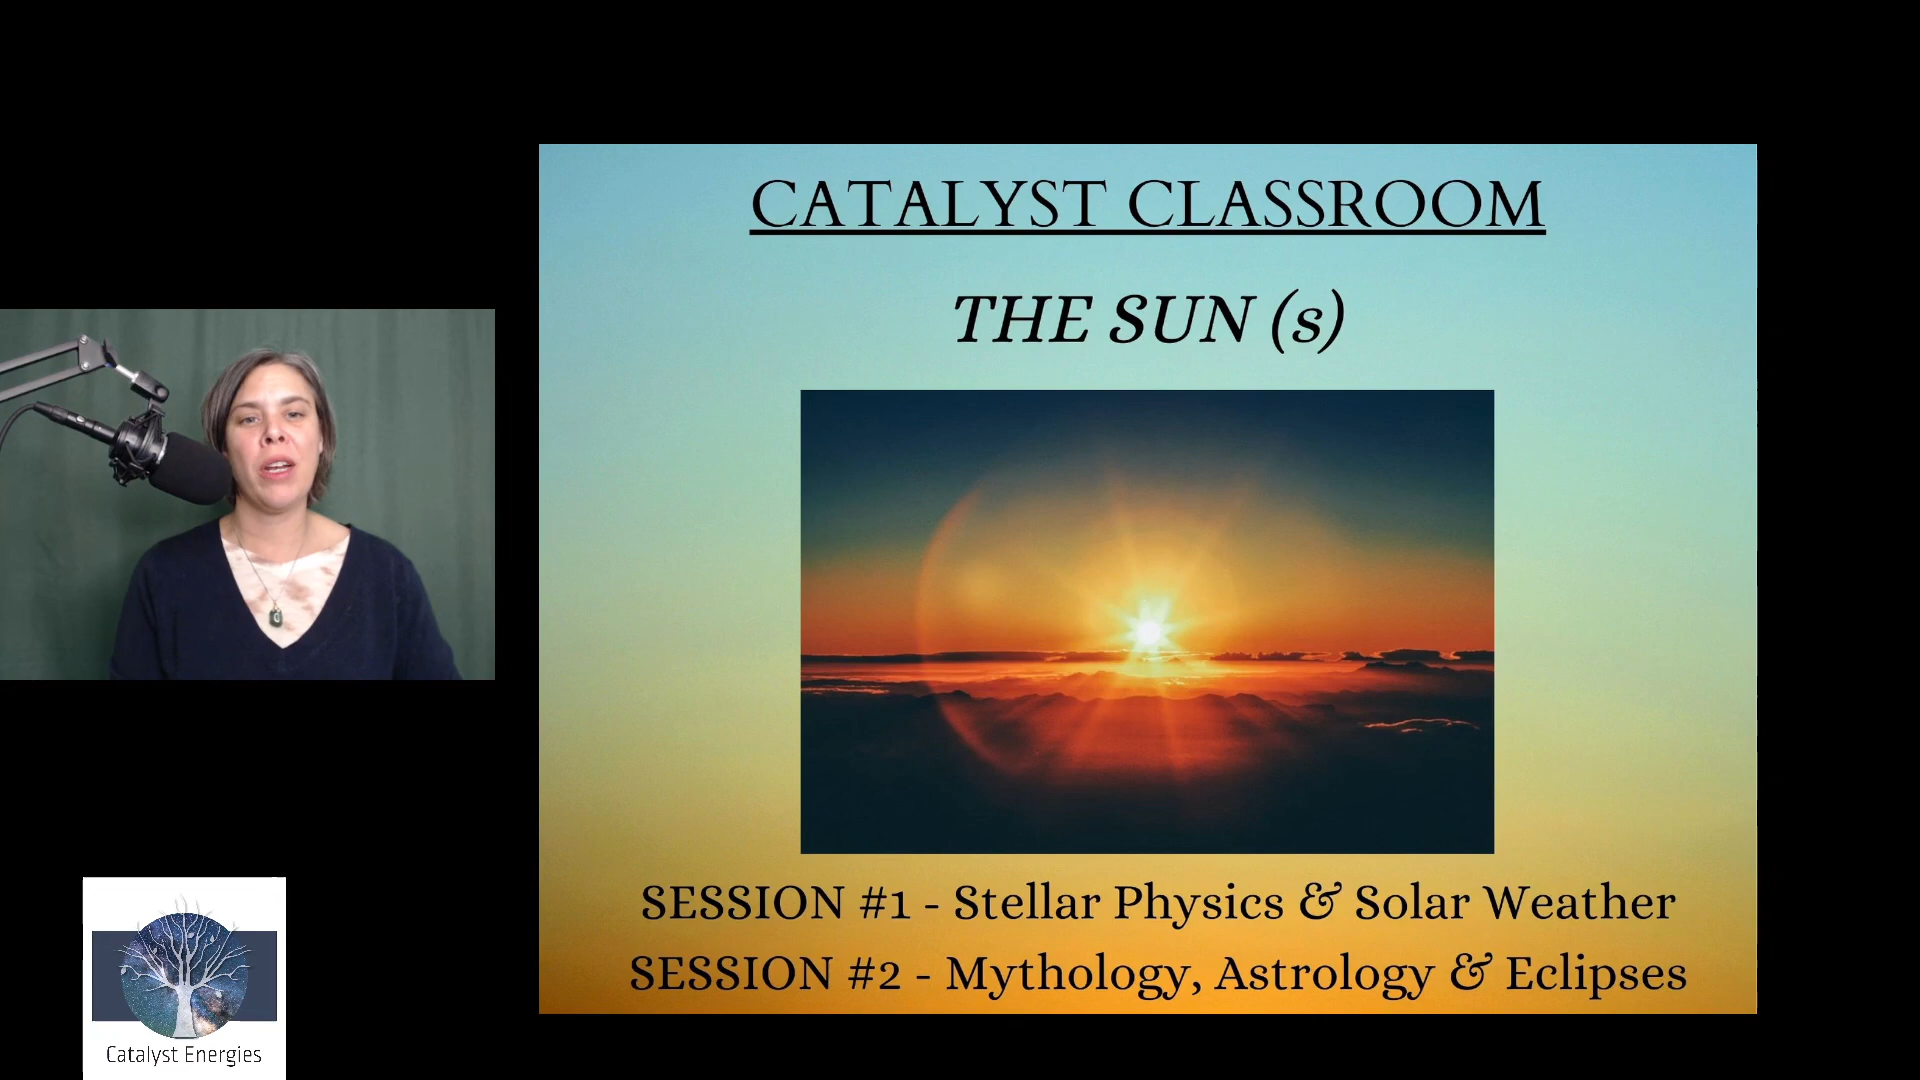 CATALYST CLASSROOM
THE SUN (s)
SESSION #1 - Stellar Physics & Solar Weather
SESSION #2 - Mythology, Astrology & Eclipses
Catalyst Energies